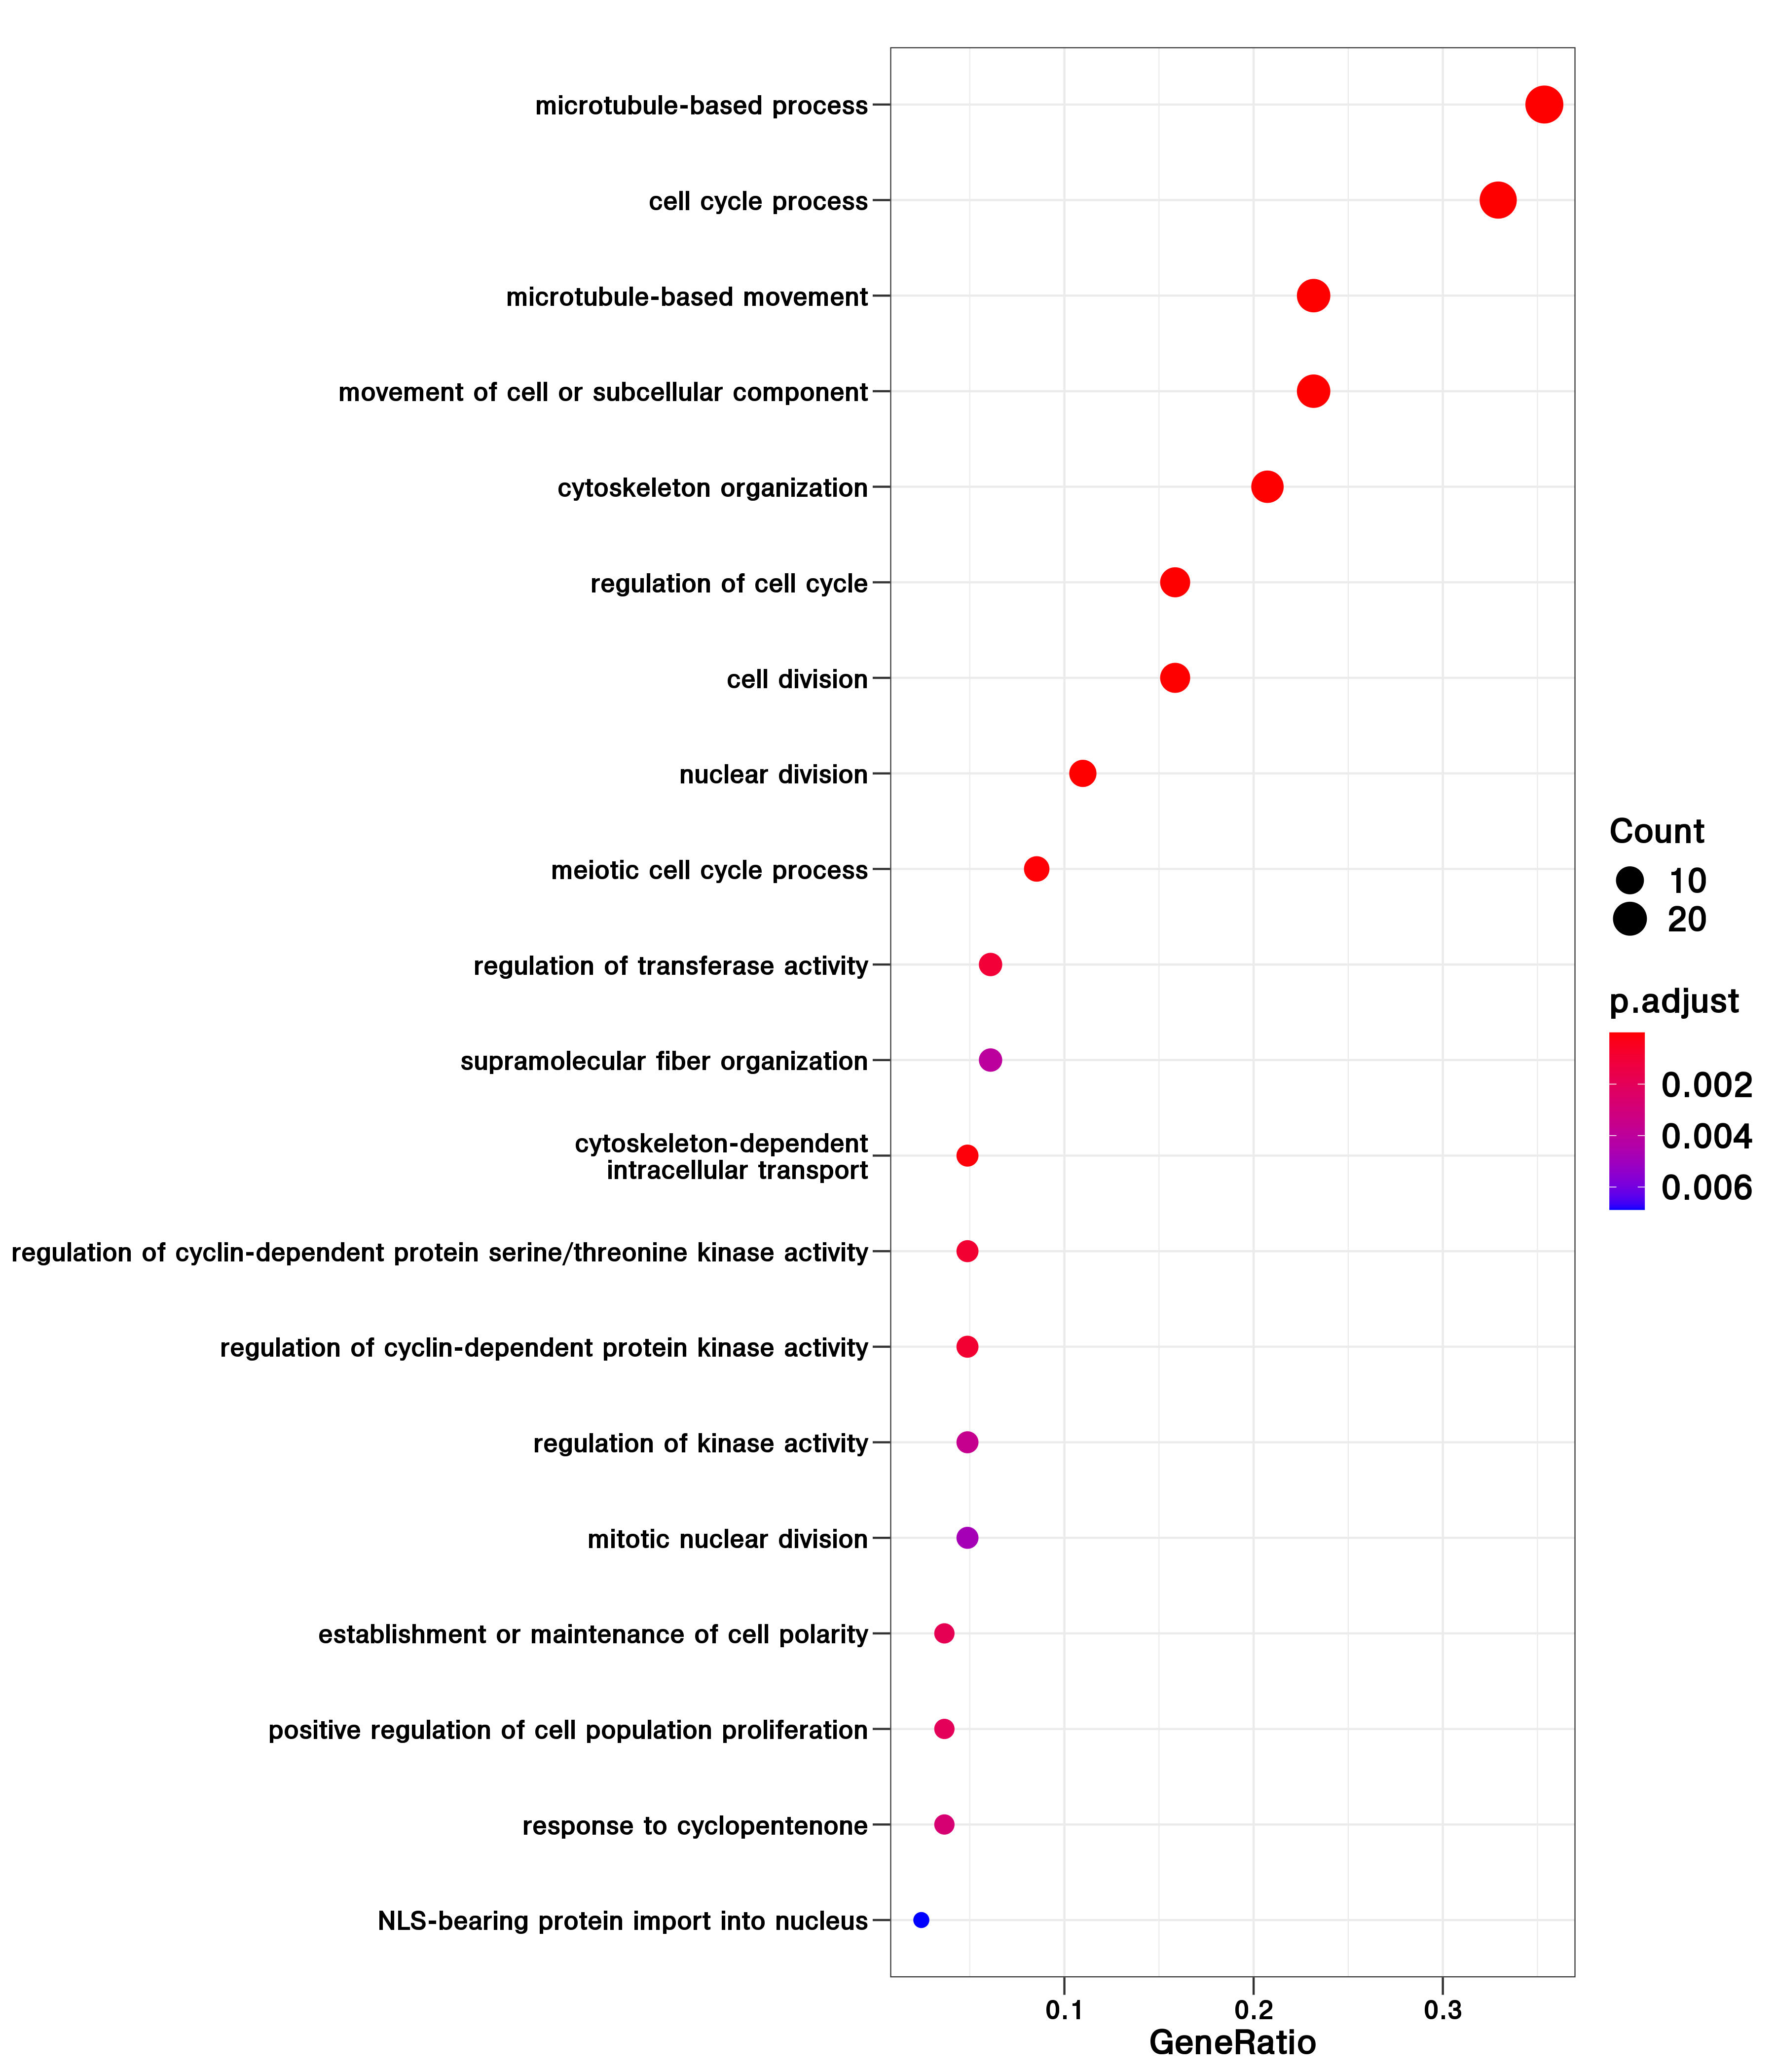 microtubule-based process
cell cycle process
microtubule-based movement
movement of cell or subcellular component
cytoskeleton organization
regulation of cell cycle
cell division
nuclear division
meiotic cell cycle process
regulation of transferase activity
supramolecular fiber organization
cytoskeleton-dependent
intracellular transport
regulation of cyclin-dependent protein serine/threonine kinase activity
regulation of cyclin-dependent protein kinase activity
regulation of kinase activity
mitotic nuclear division
establishment or maintenance of cell polarity
positive regulation of cell population proliferation
response to cyclopentenone
NLS-bearing protein import into nucleus
0.1 0.2 0.3
GeneRatio
Count
10
20
p.adjust
0.002
0.004
0.006